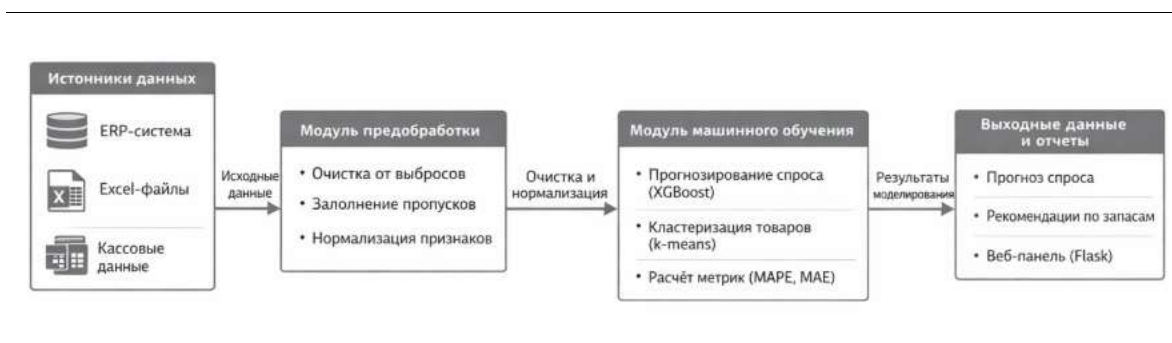 Источники данных
ERP-система
Excel-файлы
Кассовые
данные
Исходные
данные
Модуль предобработки
• Очистка от выбросов
• Залолнение пропусков
• Нормализация признаков
Очистка и
нормализация
Модуль машинного обучения
• Прогнозирование спроса
(XGBoost)
• Кластеризация товаров
(k-means)
• Расчёт метрик (MAPE, MAE)
Результаты
моделирования
Выходные данные
и отчеты
• Прогноз спроса
• Рекомендации по запасам
• Веб-панель (Flask)